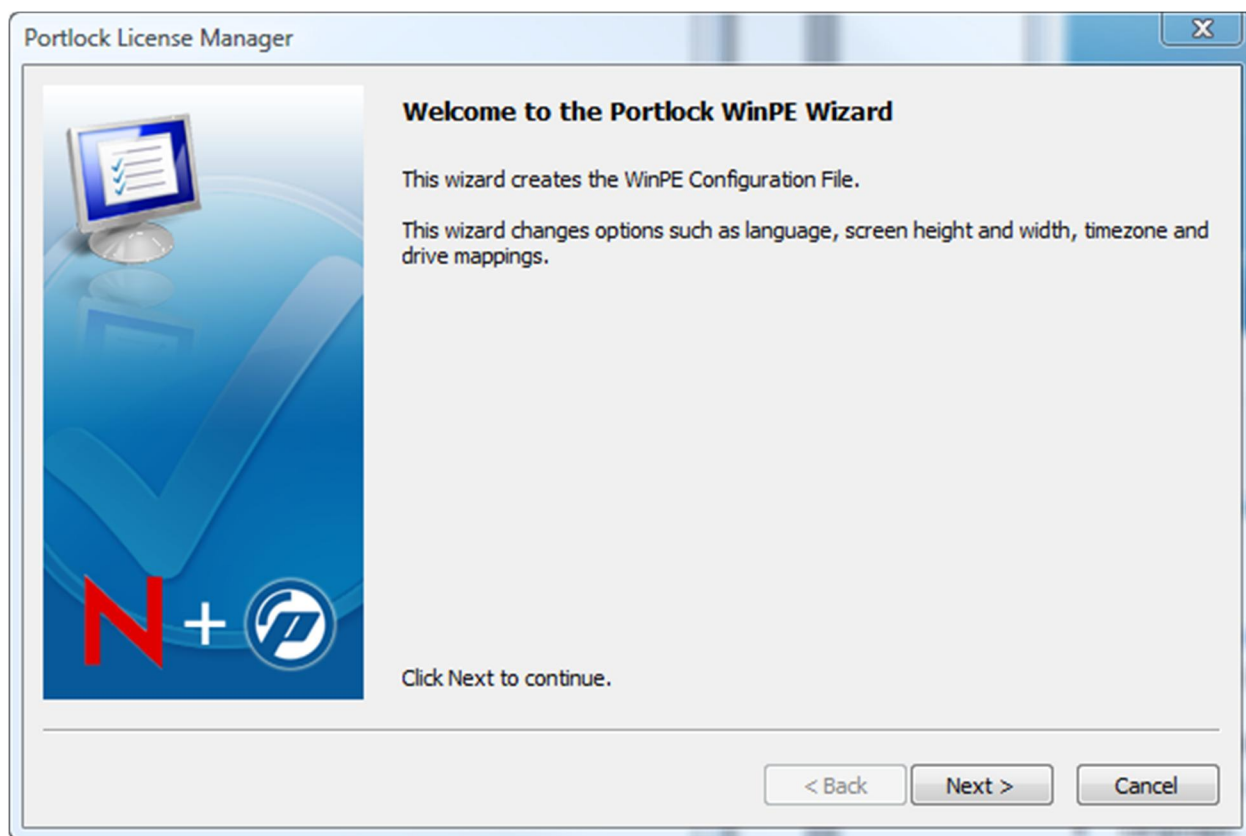 Portlock License Manager
Welcome to the Portlock WinPE Wizard
This wizard creates the WinPE Configuration File.
This wizard changes options such as language, screen height and width, timezone and
drive mappings.
N +
Click Next to continue.
< Back Next > Cancel